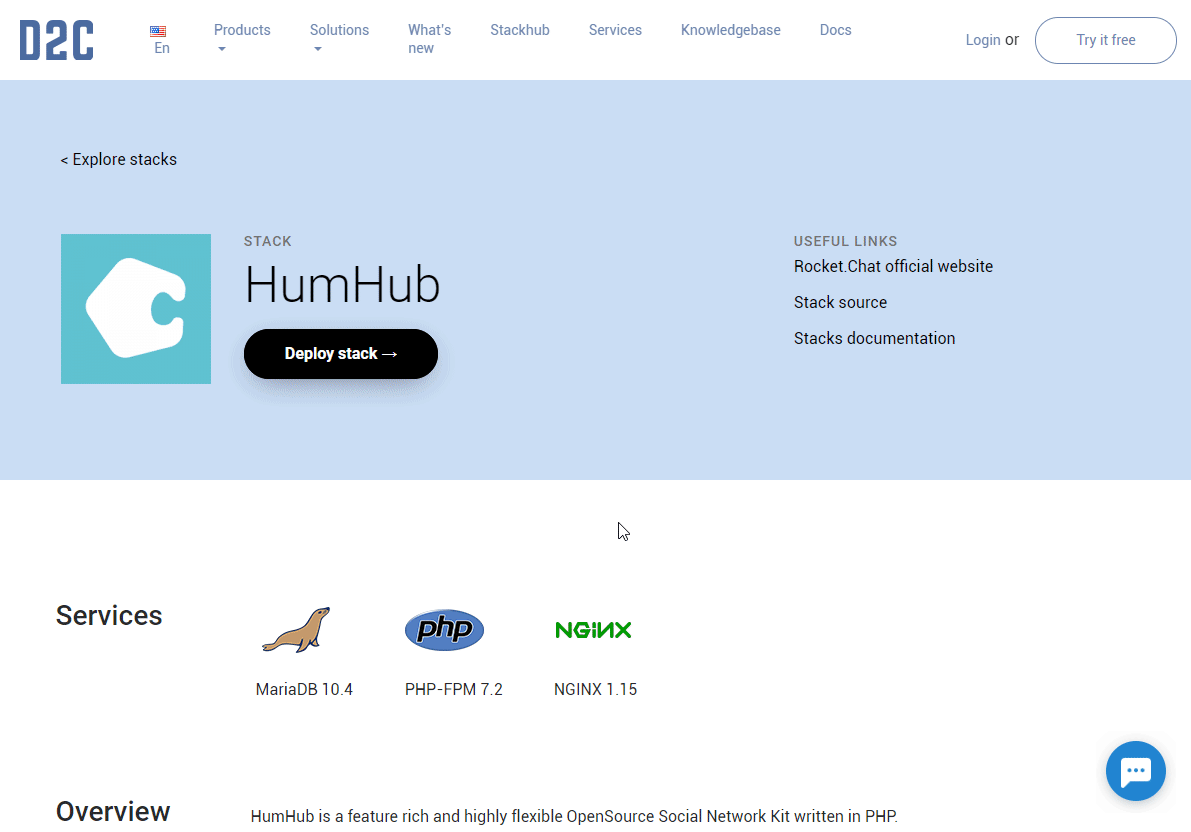 D2C
En
Products
Solutions
What's
new
Stackhub
Services
Knowledgebase
Docs
Login or
Try it free
< Explore stacks
STACK
HumHub
Deploy stack →
USEFUL LINKS
Rocket.Chat official website
Stack source
Stacks documentation
Services
php
NGiNX
MariaDB 10.4
PHP-FPM 7.2
NGINX 1.15
Overview
HumHub is a feature rich and highly flexible OpenSource Social Network Kit written in PHP.